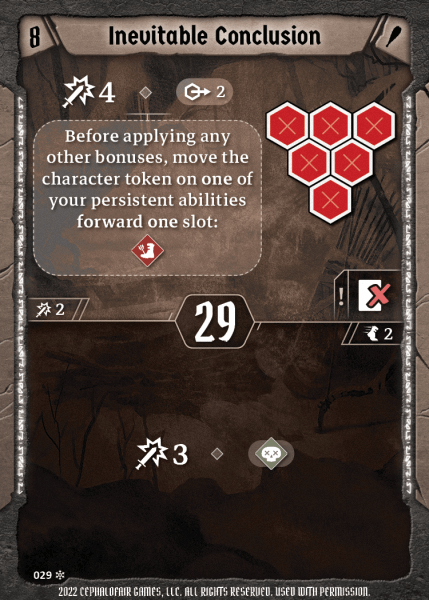 8
Inevitable Conclusion
4
2
Before applying any
other bonuses, move the
character token on one of
your persistent abilities
forward one slot:
2
29
!
2
3
029
2022 CEPHALOFAIR GAMES, LLC. ALL RIGHTS RESERVED. USED WITH PERMISSION.